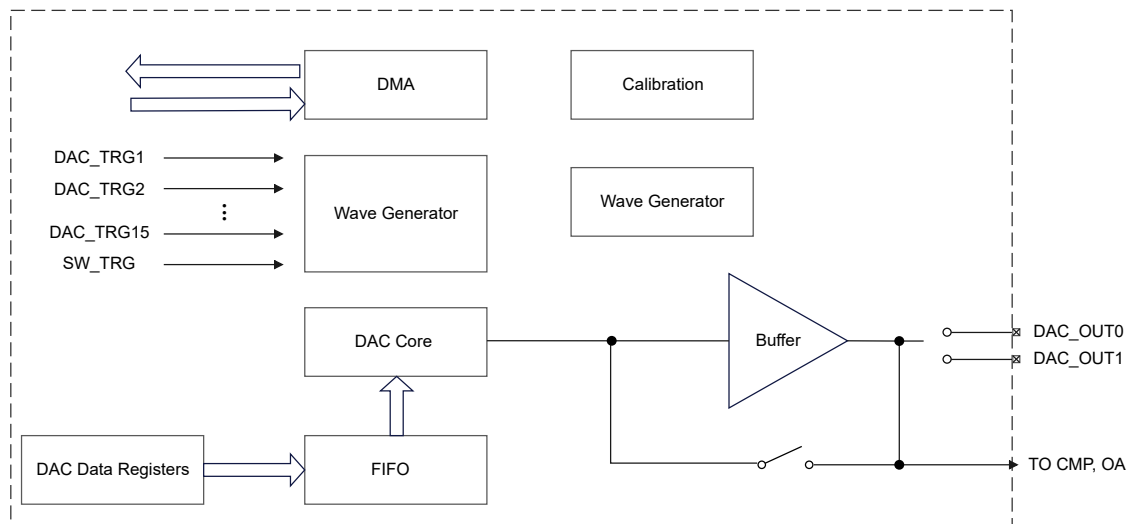 DMA
Calibration
DAC_TRG1
DAC_TRG2
⋮
DAC_TRG15
SW_TRG
Wave Generator
Wave Generator
DAC Core
Buffer
DAC_OUT0
DAC_OUT1
DAC Data Registers
FIFO
TO CMP, OA